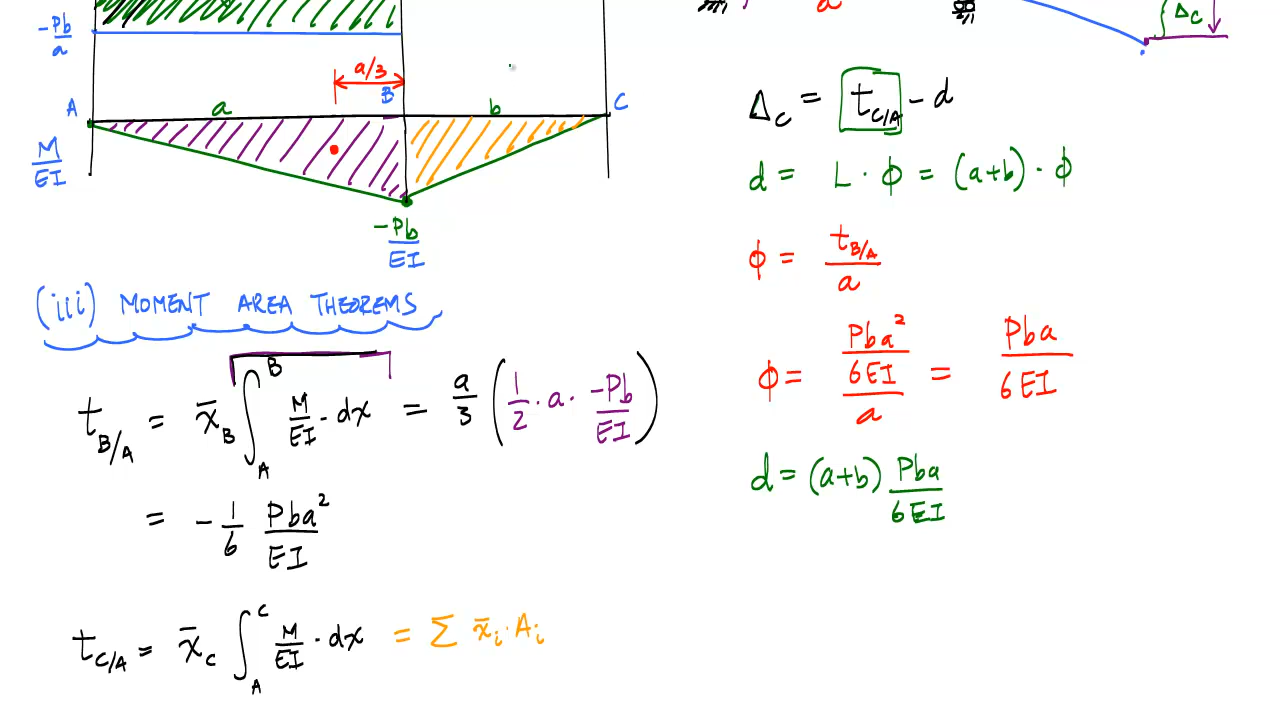 -Pb/a
a/3
A a B b C
M/EI
-Pb/EI
(iii) MOMENT AREA THEOREMS
t_B/A = x̄_B ∫_A^B M/EI · dx = a/3 (1/2 · a · -Pb/EI)
= -1/6 Pba²/EI
t_C/A = x̄_C ∫_A^C M/EI · dx = Σ x̄_i · A_i
a
Δ_C
Δ_C = t_C/A - d
d = L · ϕ = (a+b) · ϕ
ϕ = t_B/A / a
ϕ = Pba²/6EI / a = Pba/6EI
d = (a+b) Pba/6EI